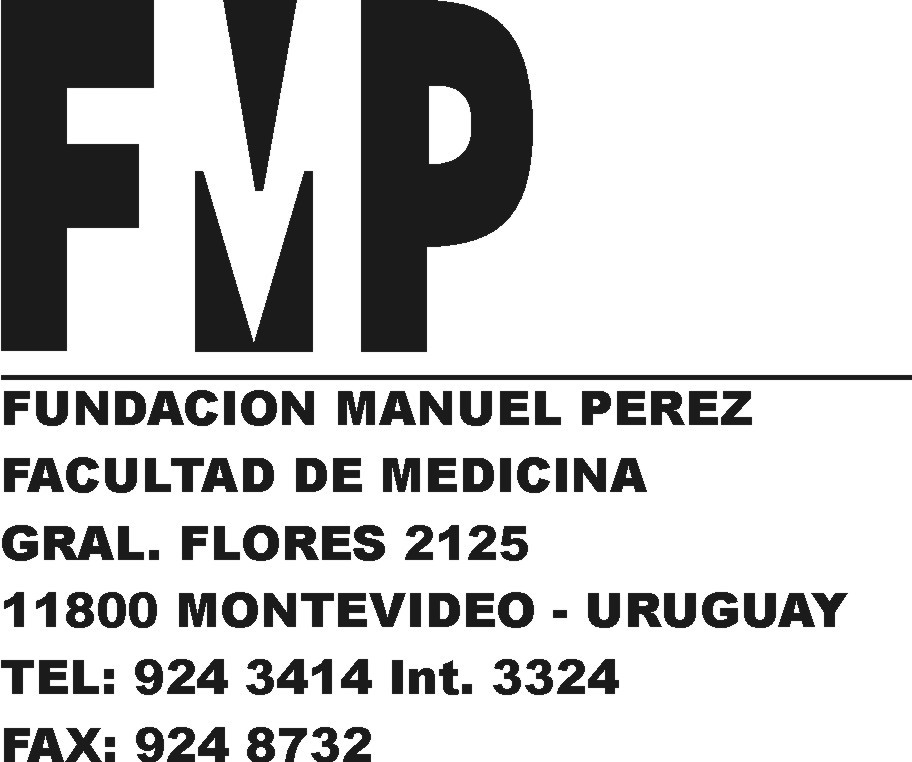 FMP
FUNDACION MANUEL PEREZ
FACULTAD DE MEDICINA
GRAL. FLORES 2125
11800 MONTEVIDEO - URUGUAY
TEL: 924 3414 Int. 3324
FAX: 924 8732